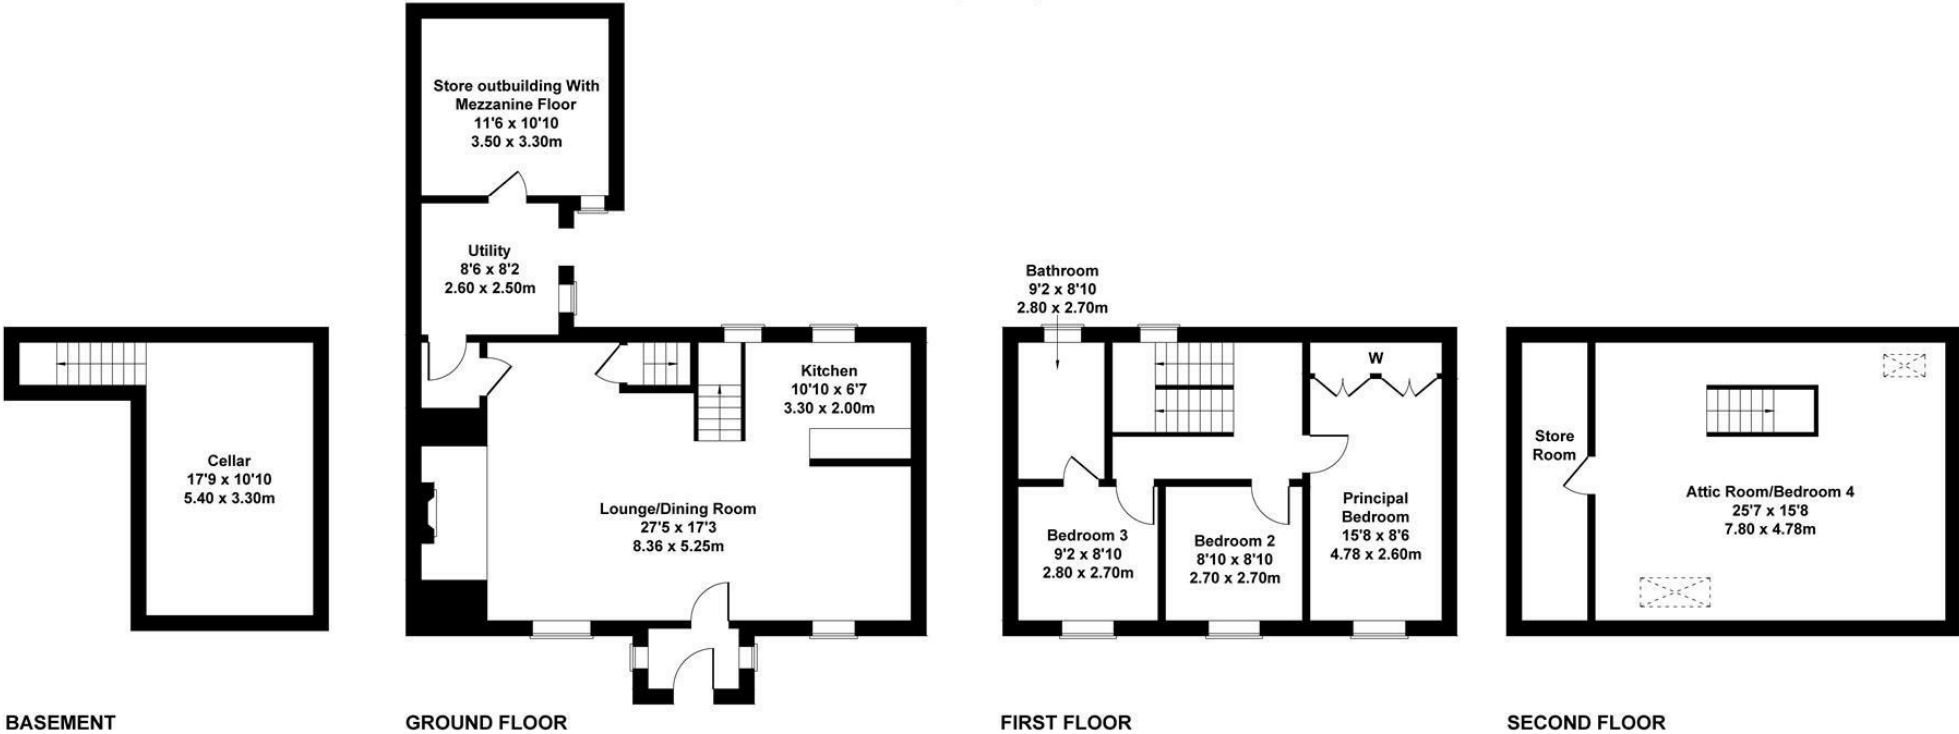 Store outbuilding With
Mezzanine Floor
11'6 x 10'10
3.50 x 3.30m
Utility
8'6 x 8'2
2.60 x 2.50m
Cellar
17'9 x 10'10
5.40 x 3.30m
Kitchen
10'10 x 6'7
3.30 x 2.00m
Lounge/Dining Room
27'5 x 17'3
8.36 x 5.25m
Bathroom
9'2 x 8'10
2.80 x 2.70m
W
Principal
Bedroom
15'8 x 8'6
4.78 x 2.60m
Bedroom 3
9'2 x 8'10
2.80 x 2.70m
Bedroom 2
8'10 x 8'10
2.70 x 2.70m
Store
Room
Attic Room/Bedroom 4
25'7 x 15'8
7.80 x 4.78m
BASEMENT
GROUND FLOOR
FIRST FLOOR
SECOND FLOOR